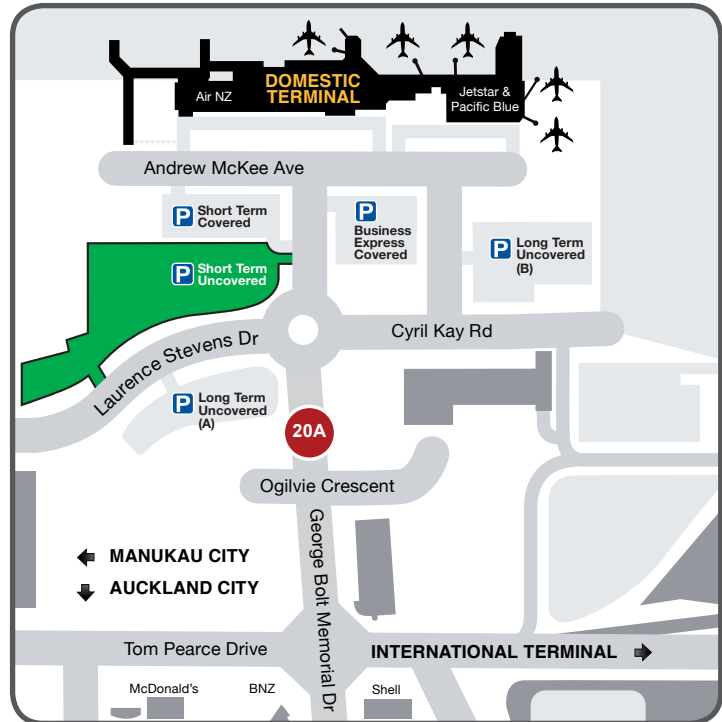 DOMESTIC
TERMINAL
Air NZ
Jetstar &
Pacific Blue
Andrew McKee Ave
P Short Term
Covered
P
Business
Express
Covered
P Long Term
Uncovered
(B)
P Short Term
Uncovered
Cyril Kay Rd
Laurence Stevens Dr
P Long Term
Uncovered
(A)
20A
Ogilvie Crescent
George Bolt Memorial Dr
MANUKAU CITY
AUCKLAND CITY
Tom Pearce Drive
INTERNATIONAL TERMINAL
McDonald's
BNZ
Shell